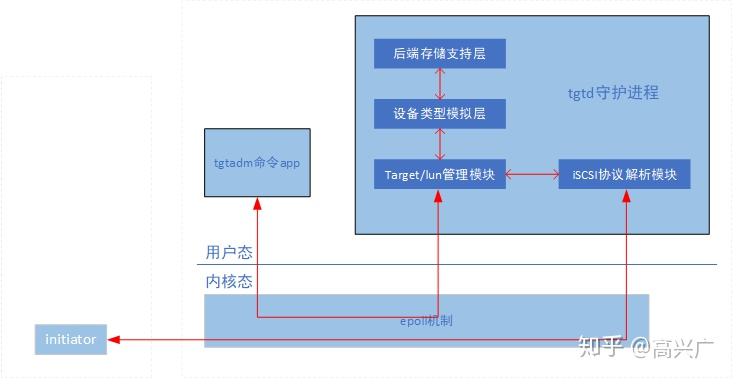 后端存储支持层
tgtd守护进程
设备类型模拟层
tgtadm命令app
Target/lun管理模块
iSCSI协议解析模块
用户态
内核态
epoll机制
initiator
知乎 @高兴广